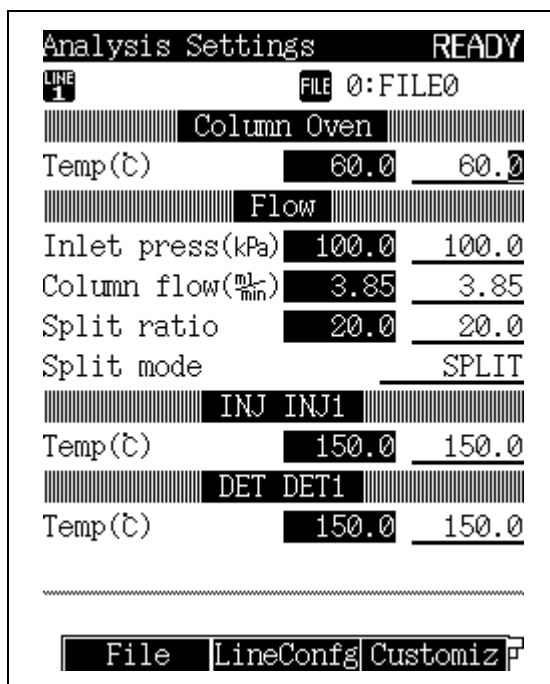 Analysis Settings READY
LINE 1 FILE 0:FILE0
Column Oven
Temp(℃) 60.0 60.0
Flow
Inlet press(kPa) 100.0 100.0
Column flow(ml/min) 3.85 3.85
Split ratio 20.0 20.0
Split mode SPLIT
INJ INJ1
Temp(℃) 150.0 150.0
DET DET1
Temp(℃) 150.0 150.0
File LineConfg Customiz